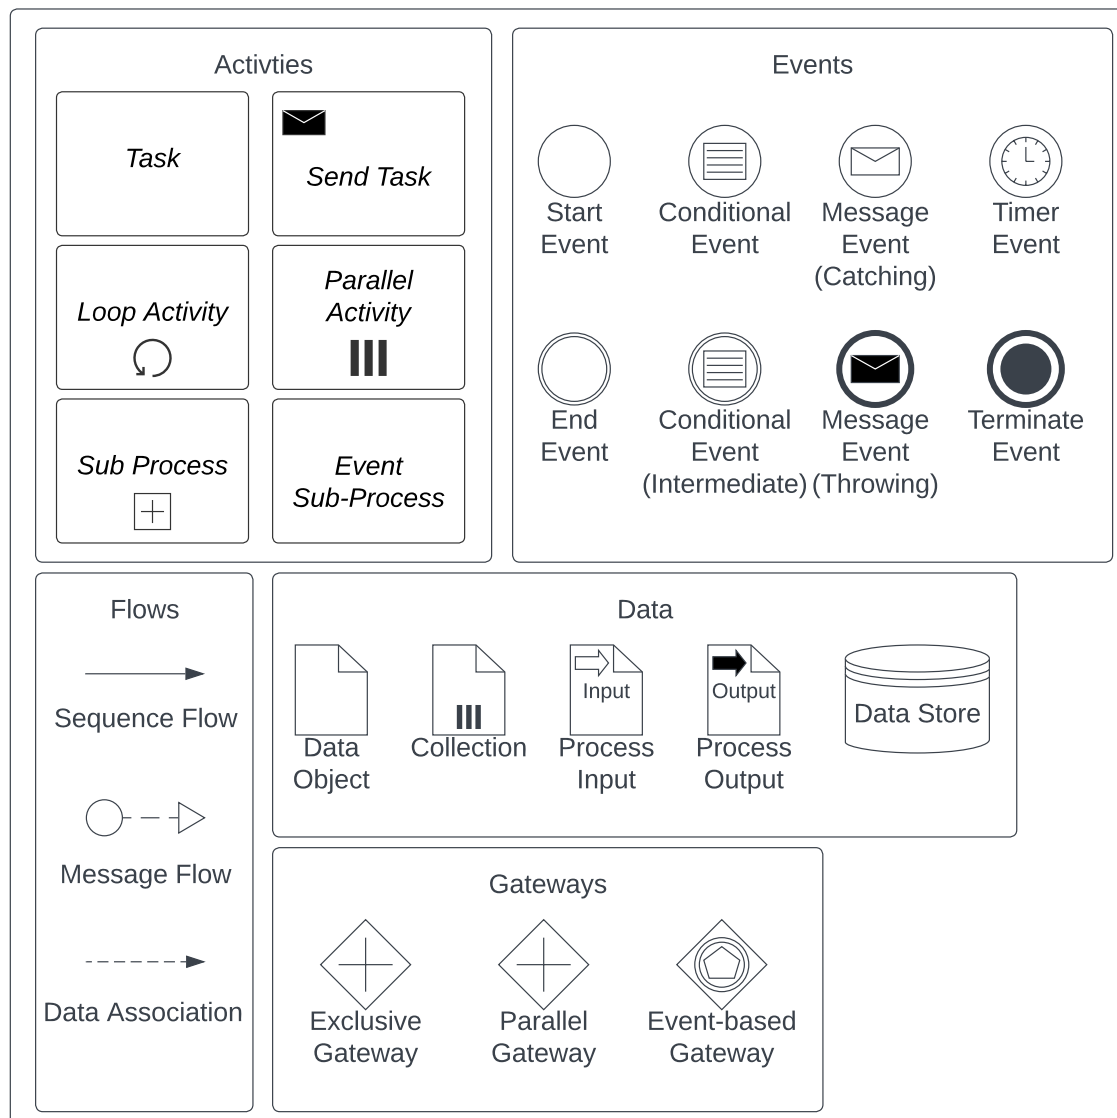 Activties
Task
Send Task
Loop Activity
Parallel
Activity
Sub Process
Event
Sub-Process
Events
Start
Event
Conditional
Event
Message
Event
(Catching)
Timer
Event
End
Event
Conditional
Event
(Intermediate)
Message
Event
(Throwing)
Terminate
Event
Flows
Sequence Flow
Message Flow
Data Association
Data
Data
Object
Collection
Input
Process
Input
Output
Process
Output
Data Store
Gateways
Exclusive
Gateway
Parallel
Gateway
Event-based
Gateway